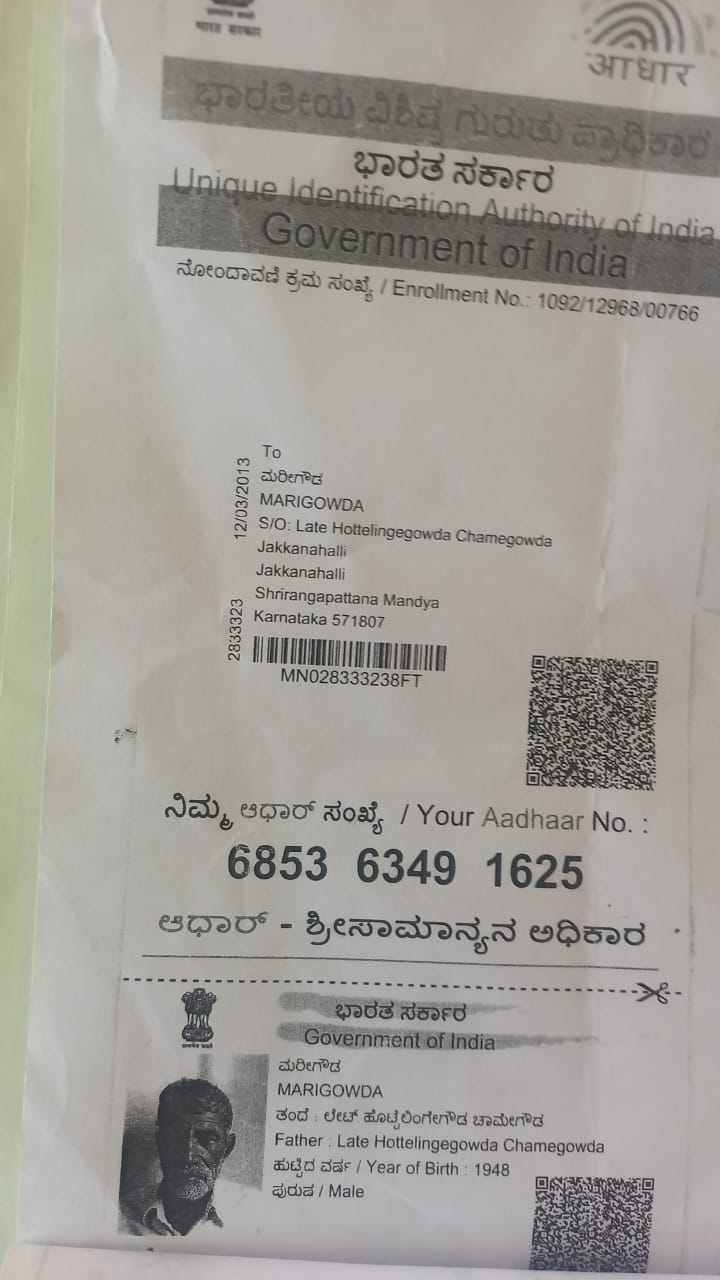 भारत सरकार
आधार
ಭಾರತೀಯ ವಿಶಿಷ್ಟ ಗುರುತು ಪ್ರಾಧಿಕಾರ
ಭಾರತ ಸರ್ಕಾರ
Unique Identification Authority of India
Government of India
ನೋಂದಾವಣಿ ಕ್ರಮ ಸಂಖ್ಯೆ / Enrollment No.: 1092/12968/00766
To
ಮರೀಗೌಡ
MARIGOWDA
S/O: Late Hottelingegowda Chamegowda
Jakkanahalli
Jakkanahalli
Shrirangapattana Mandya
Karnataka 571807
12/03/2013
2833323
MN028333238FT
ನಿಮ್ಮ ಆಧಾರ್ ಸಂಖ್ಯೆ / Your Aadhaar No. :
6853 6349 1625
ಆಧಾರ್ - ಶ್ರೀಸಾಮಾನ್ಯನ ಅಧಿಕಾರ
ಭಾರತ ಸರ್ಕಾರ
Government of India
ಮರೀಗೌಡ
MARIGOWDA
ತಂದೆ : ಲೇಟ್ ಹೊಟ್ಟೆಲಿಂಗೇಗೌಡ ಚಾಮೇಗೌಡ
Father : Late Hottelingegowda Chamegowda
ಹುಟ್ಟಿದ ವರ್ಷ / Year of Birth : 1948
ಪುರುಷ / Male